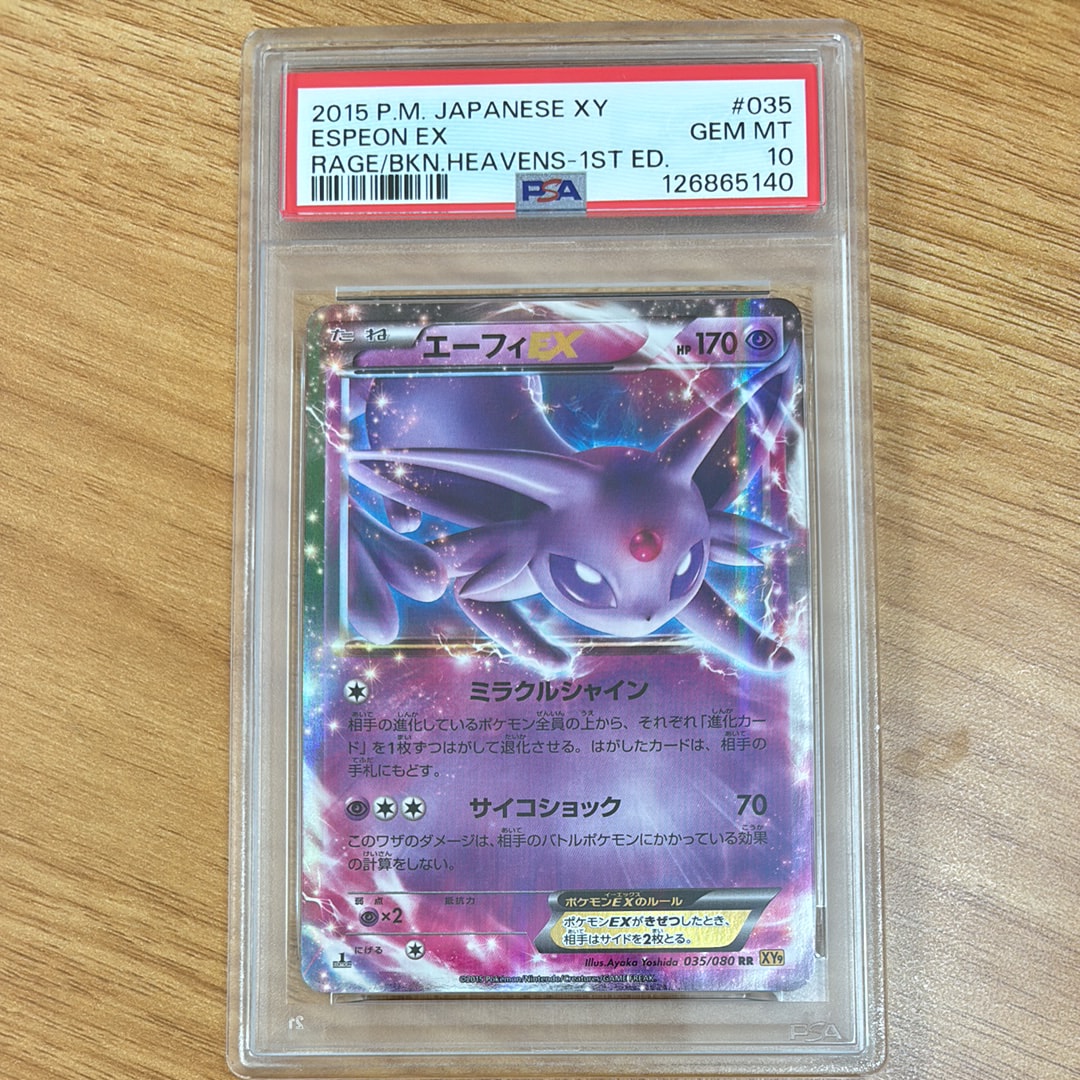 2015 P.M. JAPANESE XY #035
ESPEON EX GEM MT
RAGE/BKN.HEAVENS-1ST ED. 10
PSA 126865140
たね エーフィEX HP170
ミラクルシャイン
相手の進化しているポケモン全員の上から、それぞれ「進化カー
ド」を1枚ずつはがして退化させる。はがしたカードは、相手の
手札にもどす。
サイコショック 70
このワザのダメージは、相手のバトルポケモンにかかっている効果
の計算をしない。
弱点 抵抗力
×2
ポケモンEXのルール
ポケモンEXがきぜつしたとき、
相手はサイドを2枚とる。
にげる
Illus.Ayaka Yoshida 035/080 RR XY9
©2015 Pokémon/Nintendo/Creatures/GAME FREAK.
PSA